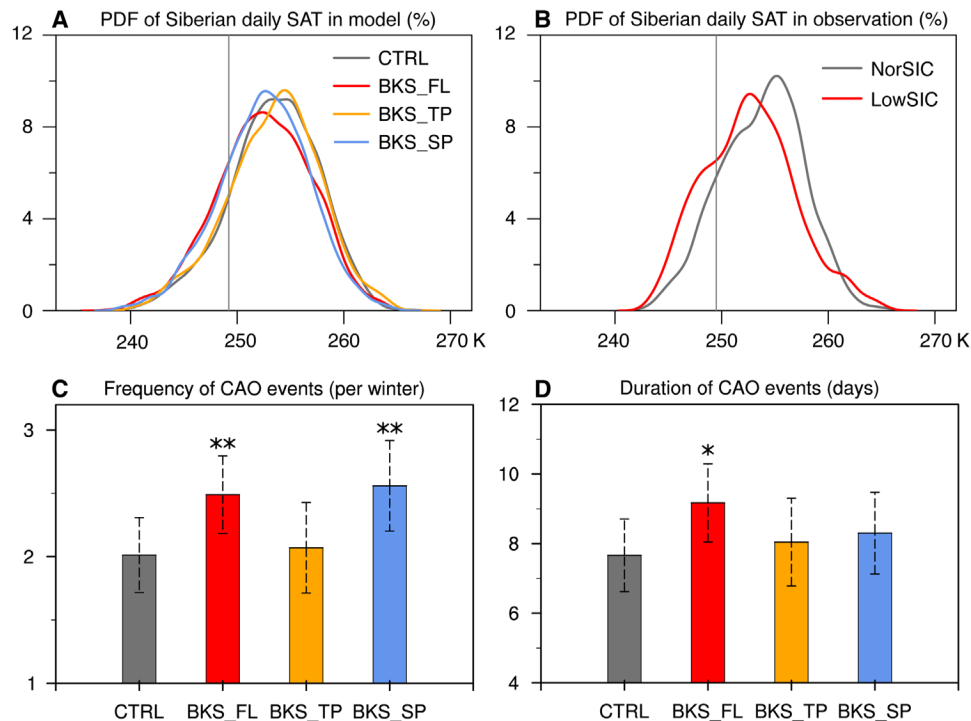 A PDF of Siberian daily SAT in model (%)
12
8
4
0
240 250 260 270 K
CTRL
BKS_FL
BKS_TP
BKS_SP
B PDF of Siberian daily SAT in observation (%)
12
8
4
0
240 250 260 270 K
NorSIC
LowSIC
C Frequency of CAO events (per winter)
3
2
1
** **
CTRL BKS_FL BKS_TP BKS_SP
D Duration of CAO events (days)
12
10
8
6
4
*
CTRL BKS_FL BKS_TP BKS_SP